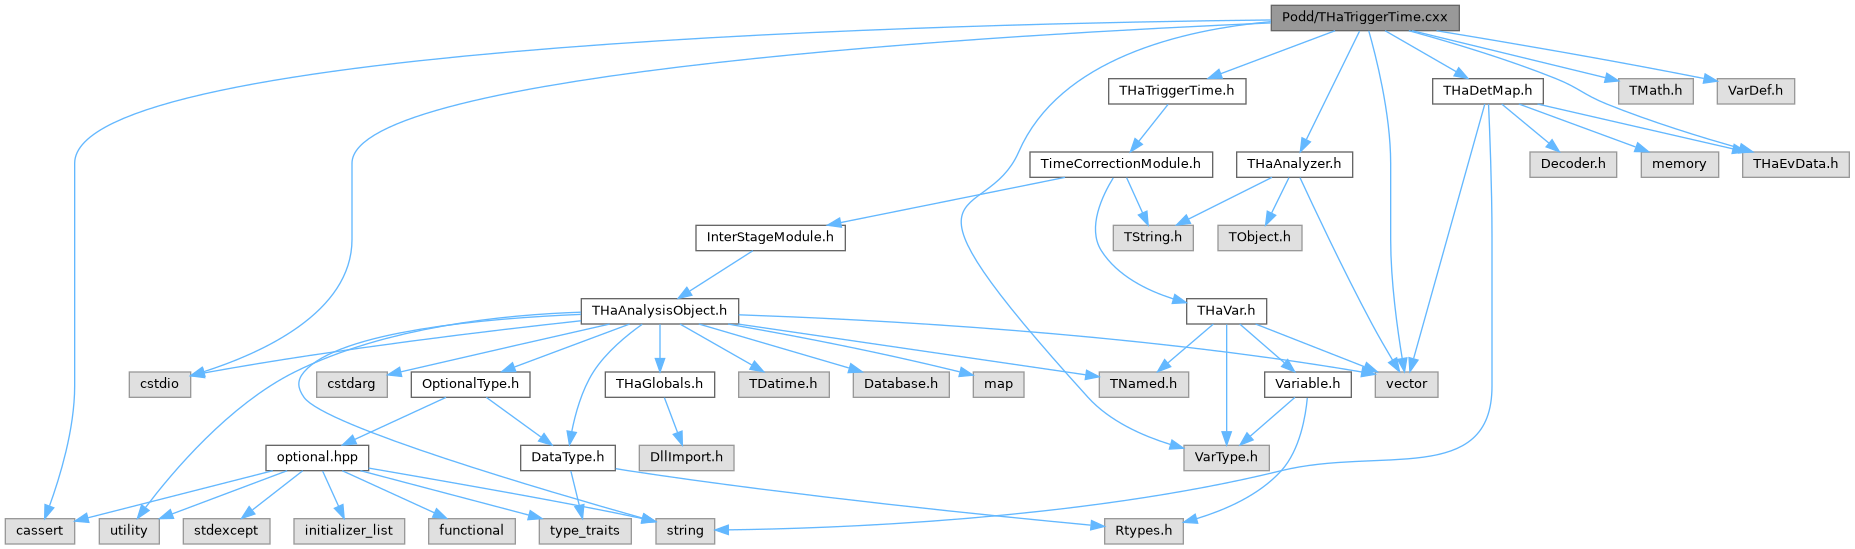 Podd/THaTriggerTime.cxx
THaTriggerTime.h
THaDetMap.h
TMath.h
VarDef.h
TimeCorrectionModule.h
THaAnalyzer.h
Decoder.h
memory
THaEvData.h
InterStageModule.h
TString.h
TObject.h
THaAnalysisObject.h
THaVar.h
cstdio
cstdarg
OptionalType.h
THaGlobals.h
TDatime.h
Database.h
map
TNamed.h
Variable.h
vector
optional.hpp
DataType.h
DllImport.h
VarType.h
cassert
utility
stdexcept
initializer_list
functional
type_traits
string
Rtypes.h